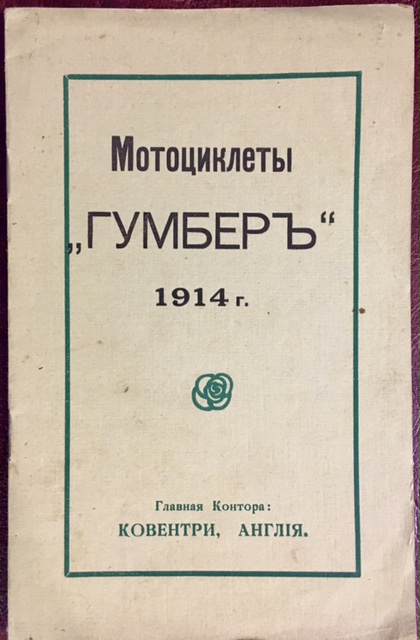 Мотоциклеты
„ГУМБЕРЪ“
1914 г.
Главная Контора:
КОВЕНТРИ, АНГЛІЯ.